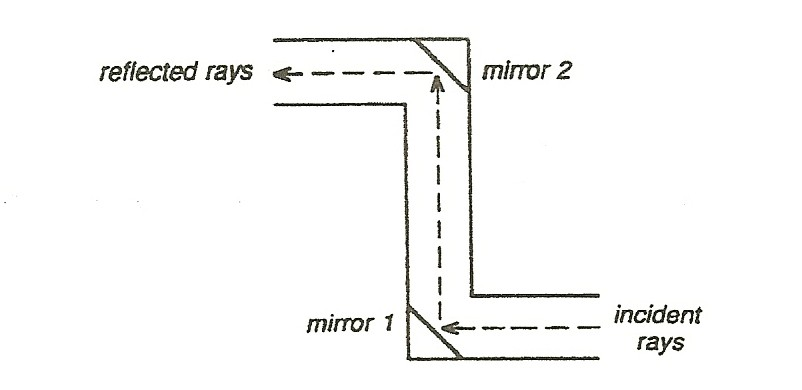 reflected rays
mirror 2
mirror 1
incident
rays